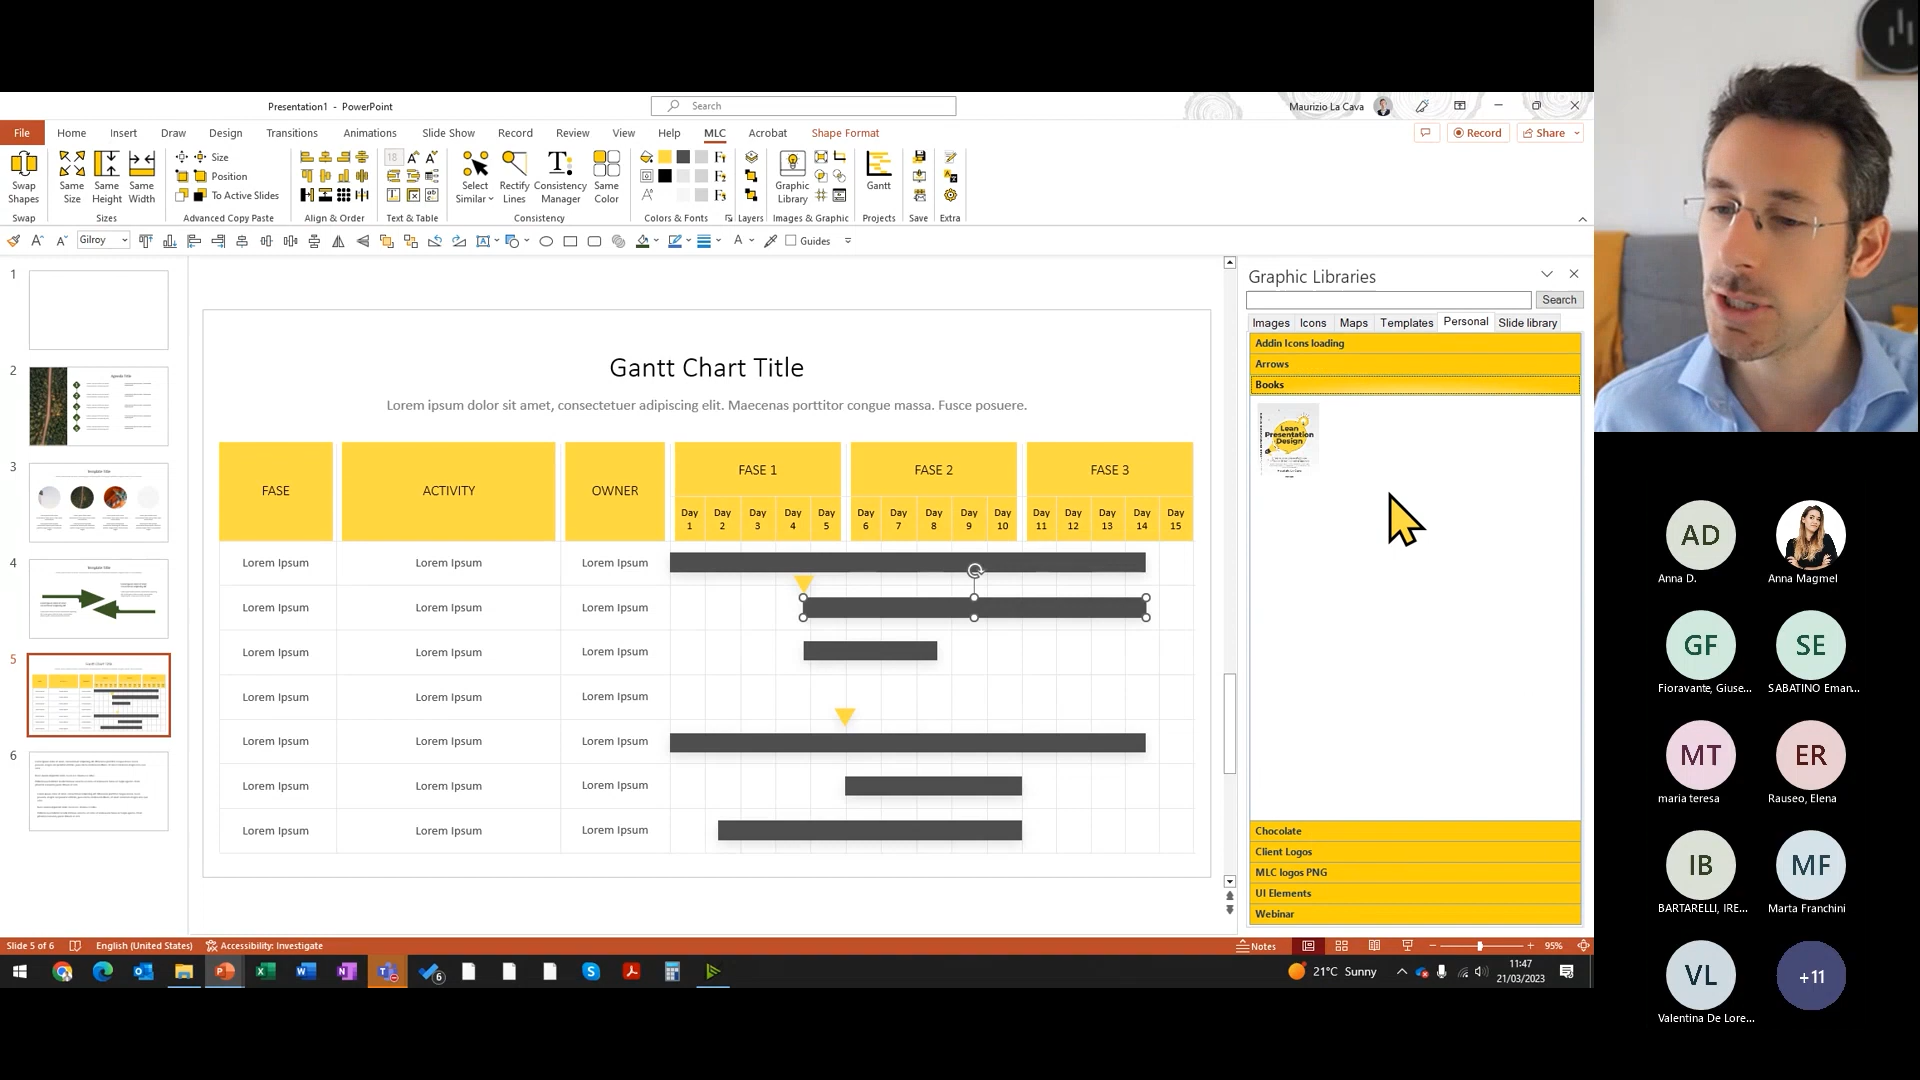 Presentation1 - PowerPoint
Search
Maurizio La Cava
File Home Insert Draw Design Transitions Animations Slide Show Record Review View Help MLC Acrobat Shape Format
Record Share
Swap Shapes
Swap
Same Size
Same Height
Same Width
Sizes
Size
Position
To Active Slides
Advanced Copy Paste
Align & Order
18
Text & Table
Select Similar
Rectify Lines
Consistency Manager
Same Color
Consistency
Colors & Fonts
Layers
Graphic Library
Images & Graphic
Gantt
Projects
Save
Extra
Gilroy
Guides
1
2
3
4
5
6
Gantt Chart Title
Lorem ipsum dolor sit amet, consectetuer adipiscing elit. Maecenas porttitor congue massa. Fusce posuere.
FASE ACTIVITY OWNER FASE 1 FASE 2 FASE 3
Day 1 Day 2 Day 3 Day 4 Day 5 Day 6 Day 7 Day 8 Day 9 Day 10 Day 11 Day 12 Day 13 Day 14 Day 15
Lorem Ipsum Lorem Ipsum Lorem Ipsum
Lorem Ipsum Lorem Ipsum Lorem Ipsum
Lorem Ipsum Lorem Ipsum Lorem Ipsum
Lorem Ipsum Lorem Ipsum Lorem Ipsum
Lorem Ipsum Lorem Ipsum Lorem Ipsum
Lorem Ipsum Lorem Ipsum Lorem Ipsum
Lorem Ipsum Lorem Ipsum Lorem Ipsum
Graphic Libraries
Search
Images Icons Maps Templates Personal Slide library
Addin Icons loading
Arrows
Books
Lean Presentation Design
Chocolate
Client Logos
MLC logos PNG
UI Elements
Webinar
Slide 5 of 6 English (United States) Accessibility: Investigate
Notes 95%
21°C Sunny
11:47
21/03/2023
AD
Anna D.
Anna Magmel
GF
Fioravante, Giuse...
SE
SABATINO Eman...
MT
maria teresa
ER
Rauseo, Elena
IB
BARTARELLI, IRE...
MF
Marta Franchini
VL
Valentina De Lore...
+11